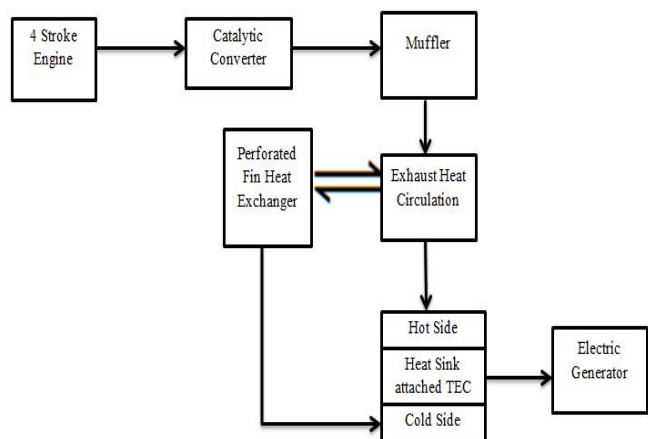 4 Stroke
Engine
Catalytic
Converter
Muffler
Perforated
Fin Heat
Exchanger
Exhaust Heat
Circulation
Hot Side
Heat Sink
attached TEC
Cold Side
Electric
Generator